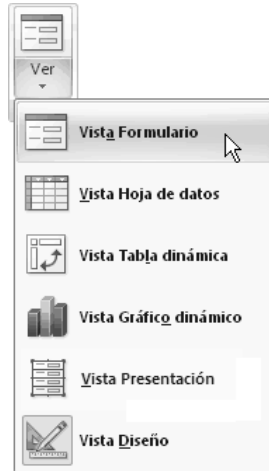 Ver
Vista Formulario
Vista Hoja de datos
Vista Tabla dinámica
Vista Gráfico dinámico
Vista Presentación
Vista Diseño